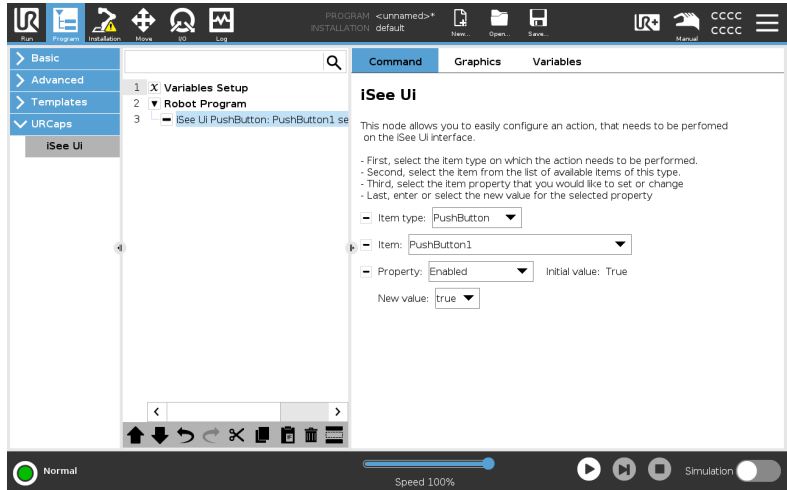 UR
PROGRAM <unnamed>*
INSTALLATION default
Run Program Installation Move I/O Log
New... Open... Save...
R+
Manual
CCCC
CCCC
Basic
Advanced
Templates
URCaps
iSee Ui
1 X Variables Setup
2 Robot Program
3 iSee Ui PushButton: PushButton1 se
Command Graphics Variables
iSee Ui
This node allows you to easily configure an action, that needs to be perfomed
on the iSee Ui interface.
- First, select the item type on which the action needs to be performed.
- Second, select the item from the list of available items of this type.
- Third, select the item property that you would like to set or change
- Last, enter or select the new value for the selected property
Item type: PushButton
Item: PushButton1
Property: Enabled Initial value: True
New value: true
Normal
Speed 100%
Simulation